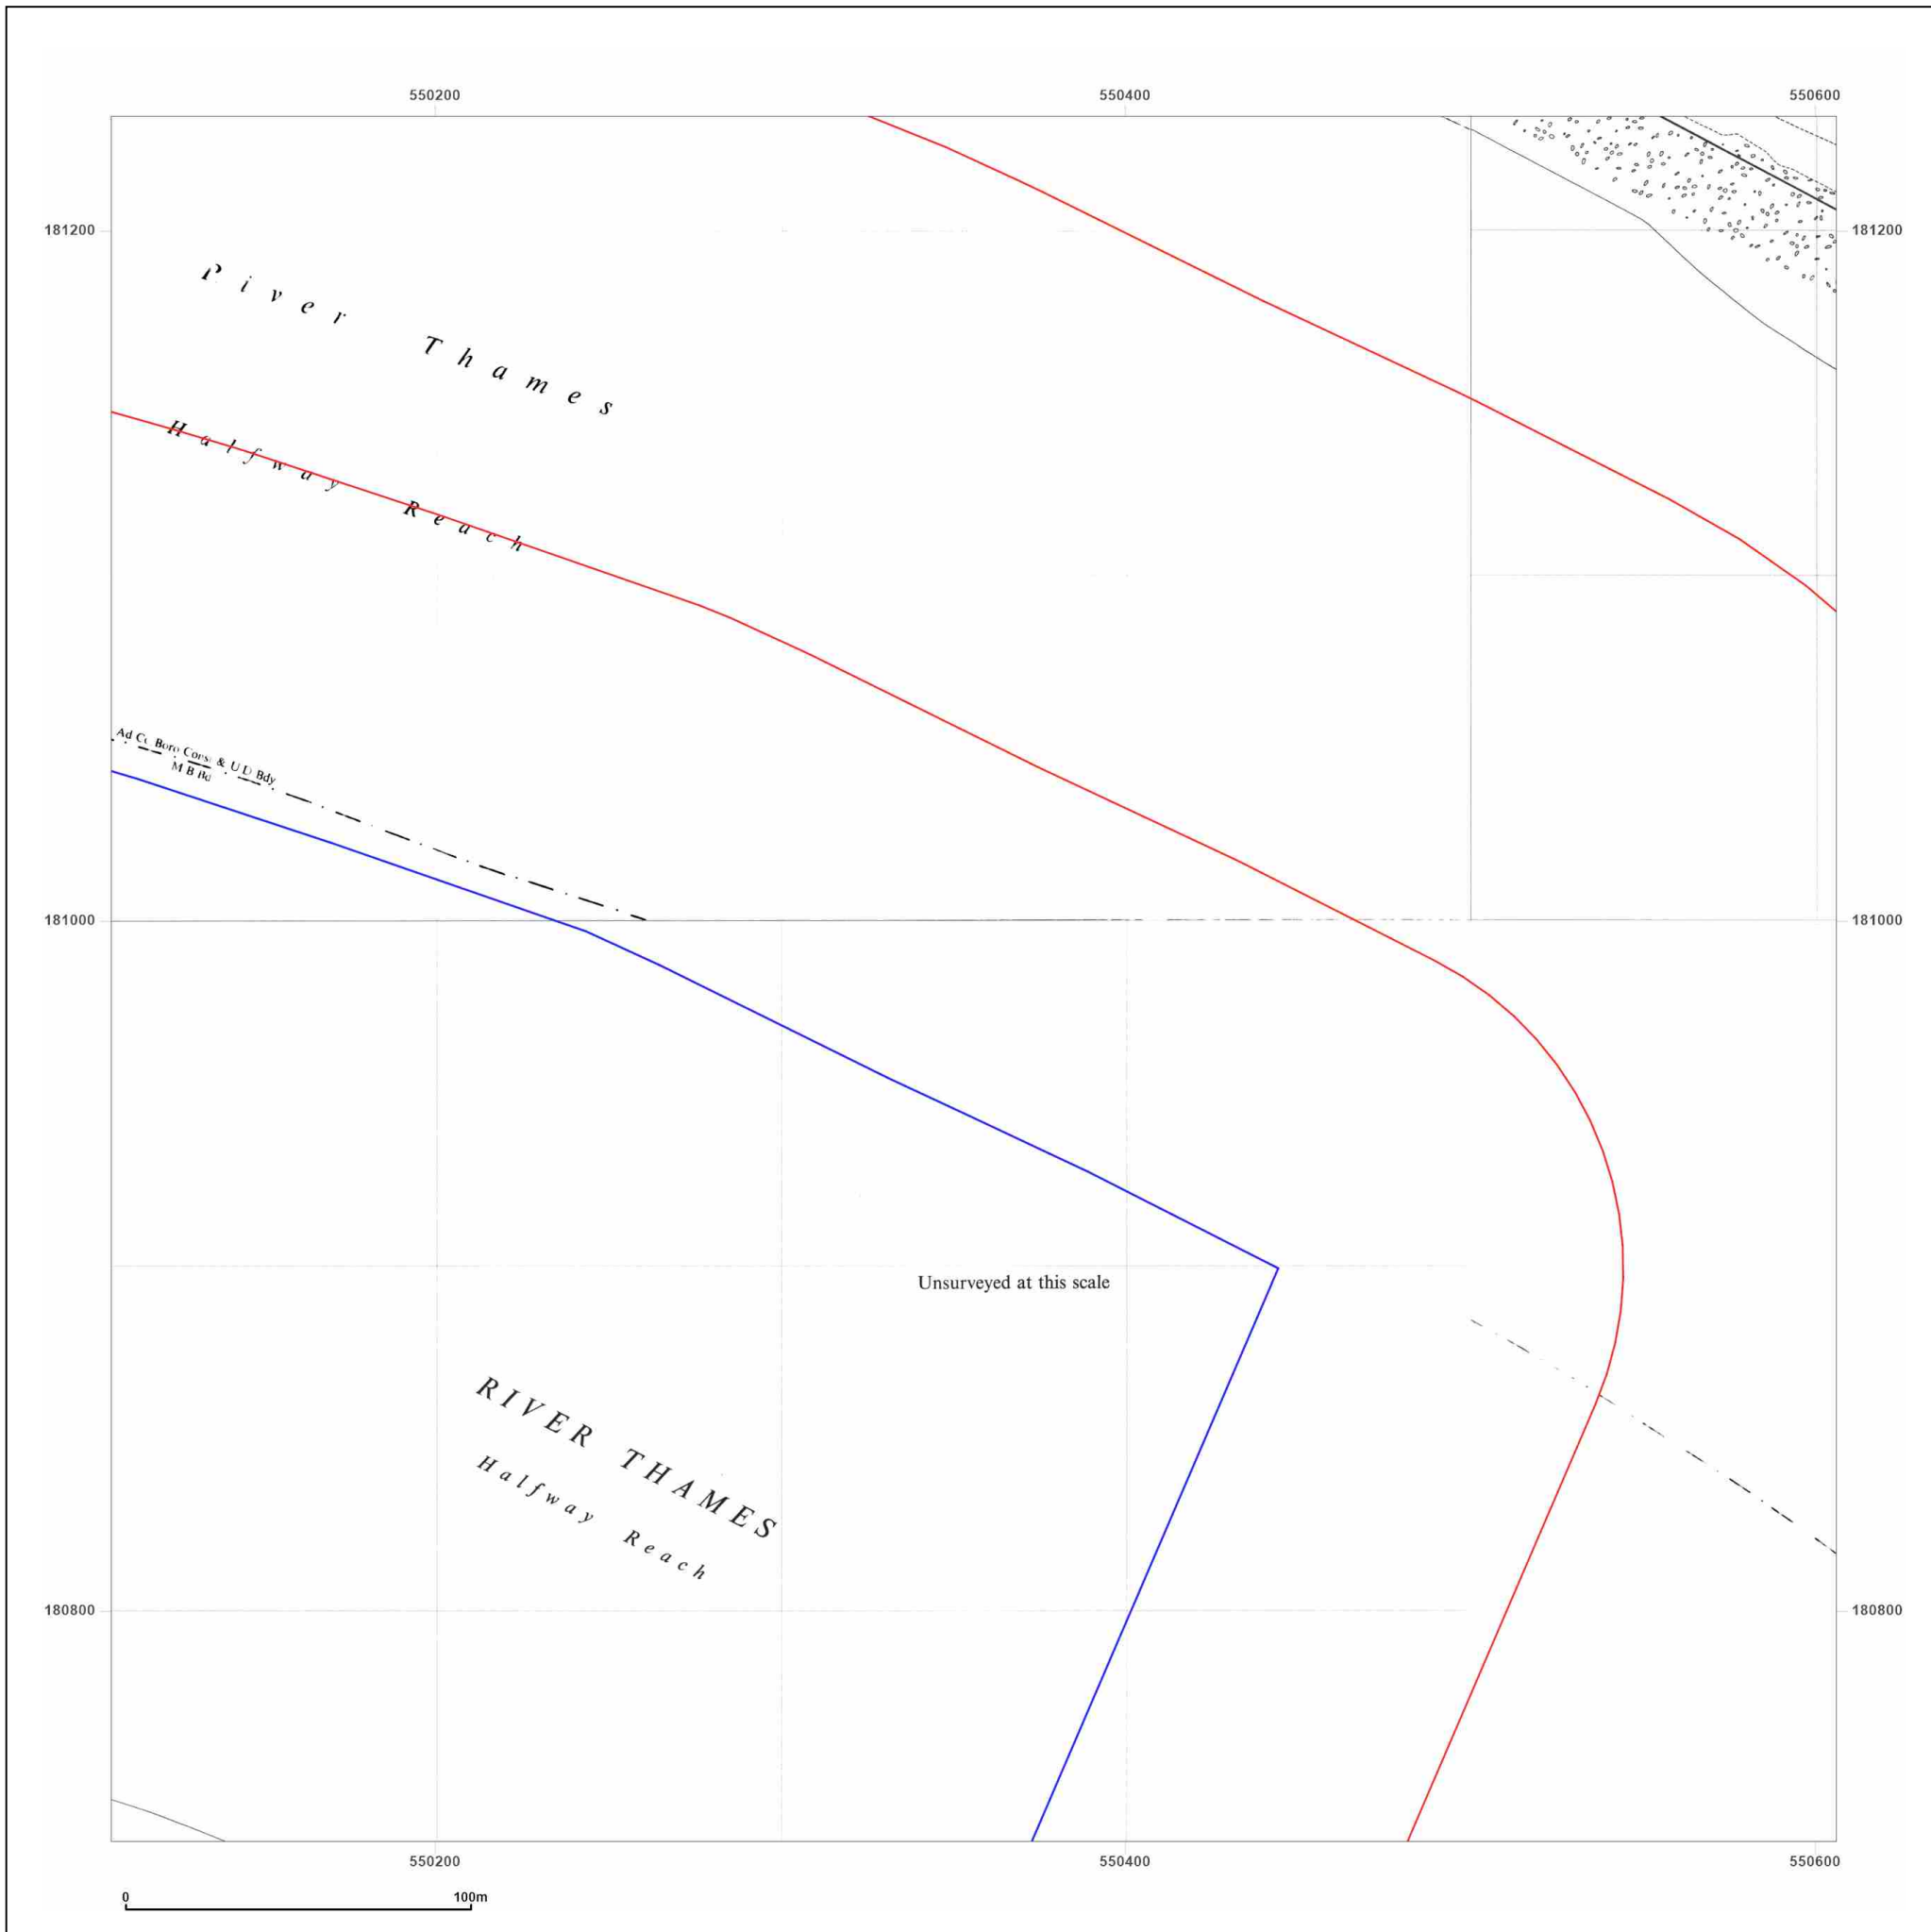 550200 550400 550600
181200 181200
River Thames
Halfway Reach
Ad Co Boro Const & U D Bdy
M B Bd
181000 181000
Unsurveyed at this scale
RIVER THAMES
Halfway Reach
180800 180800
550200 550400 550600
0 100m